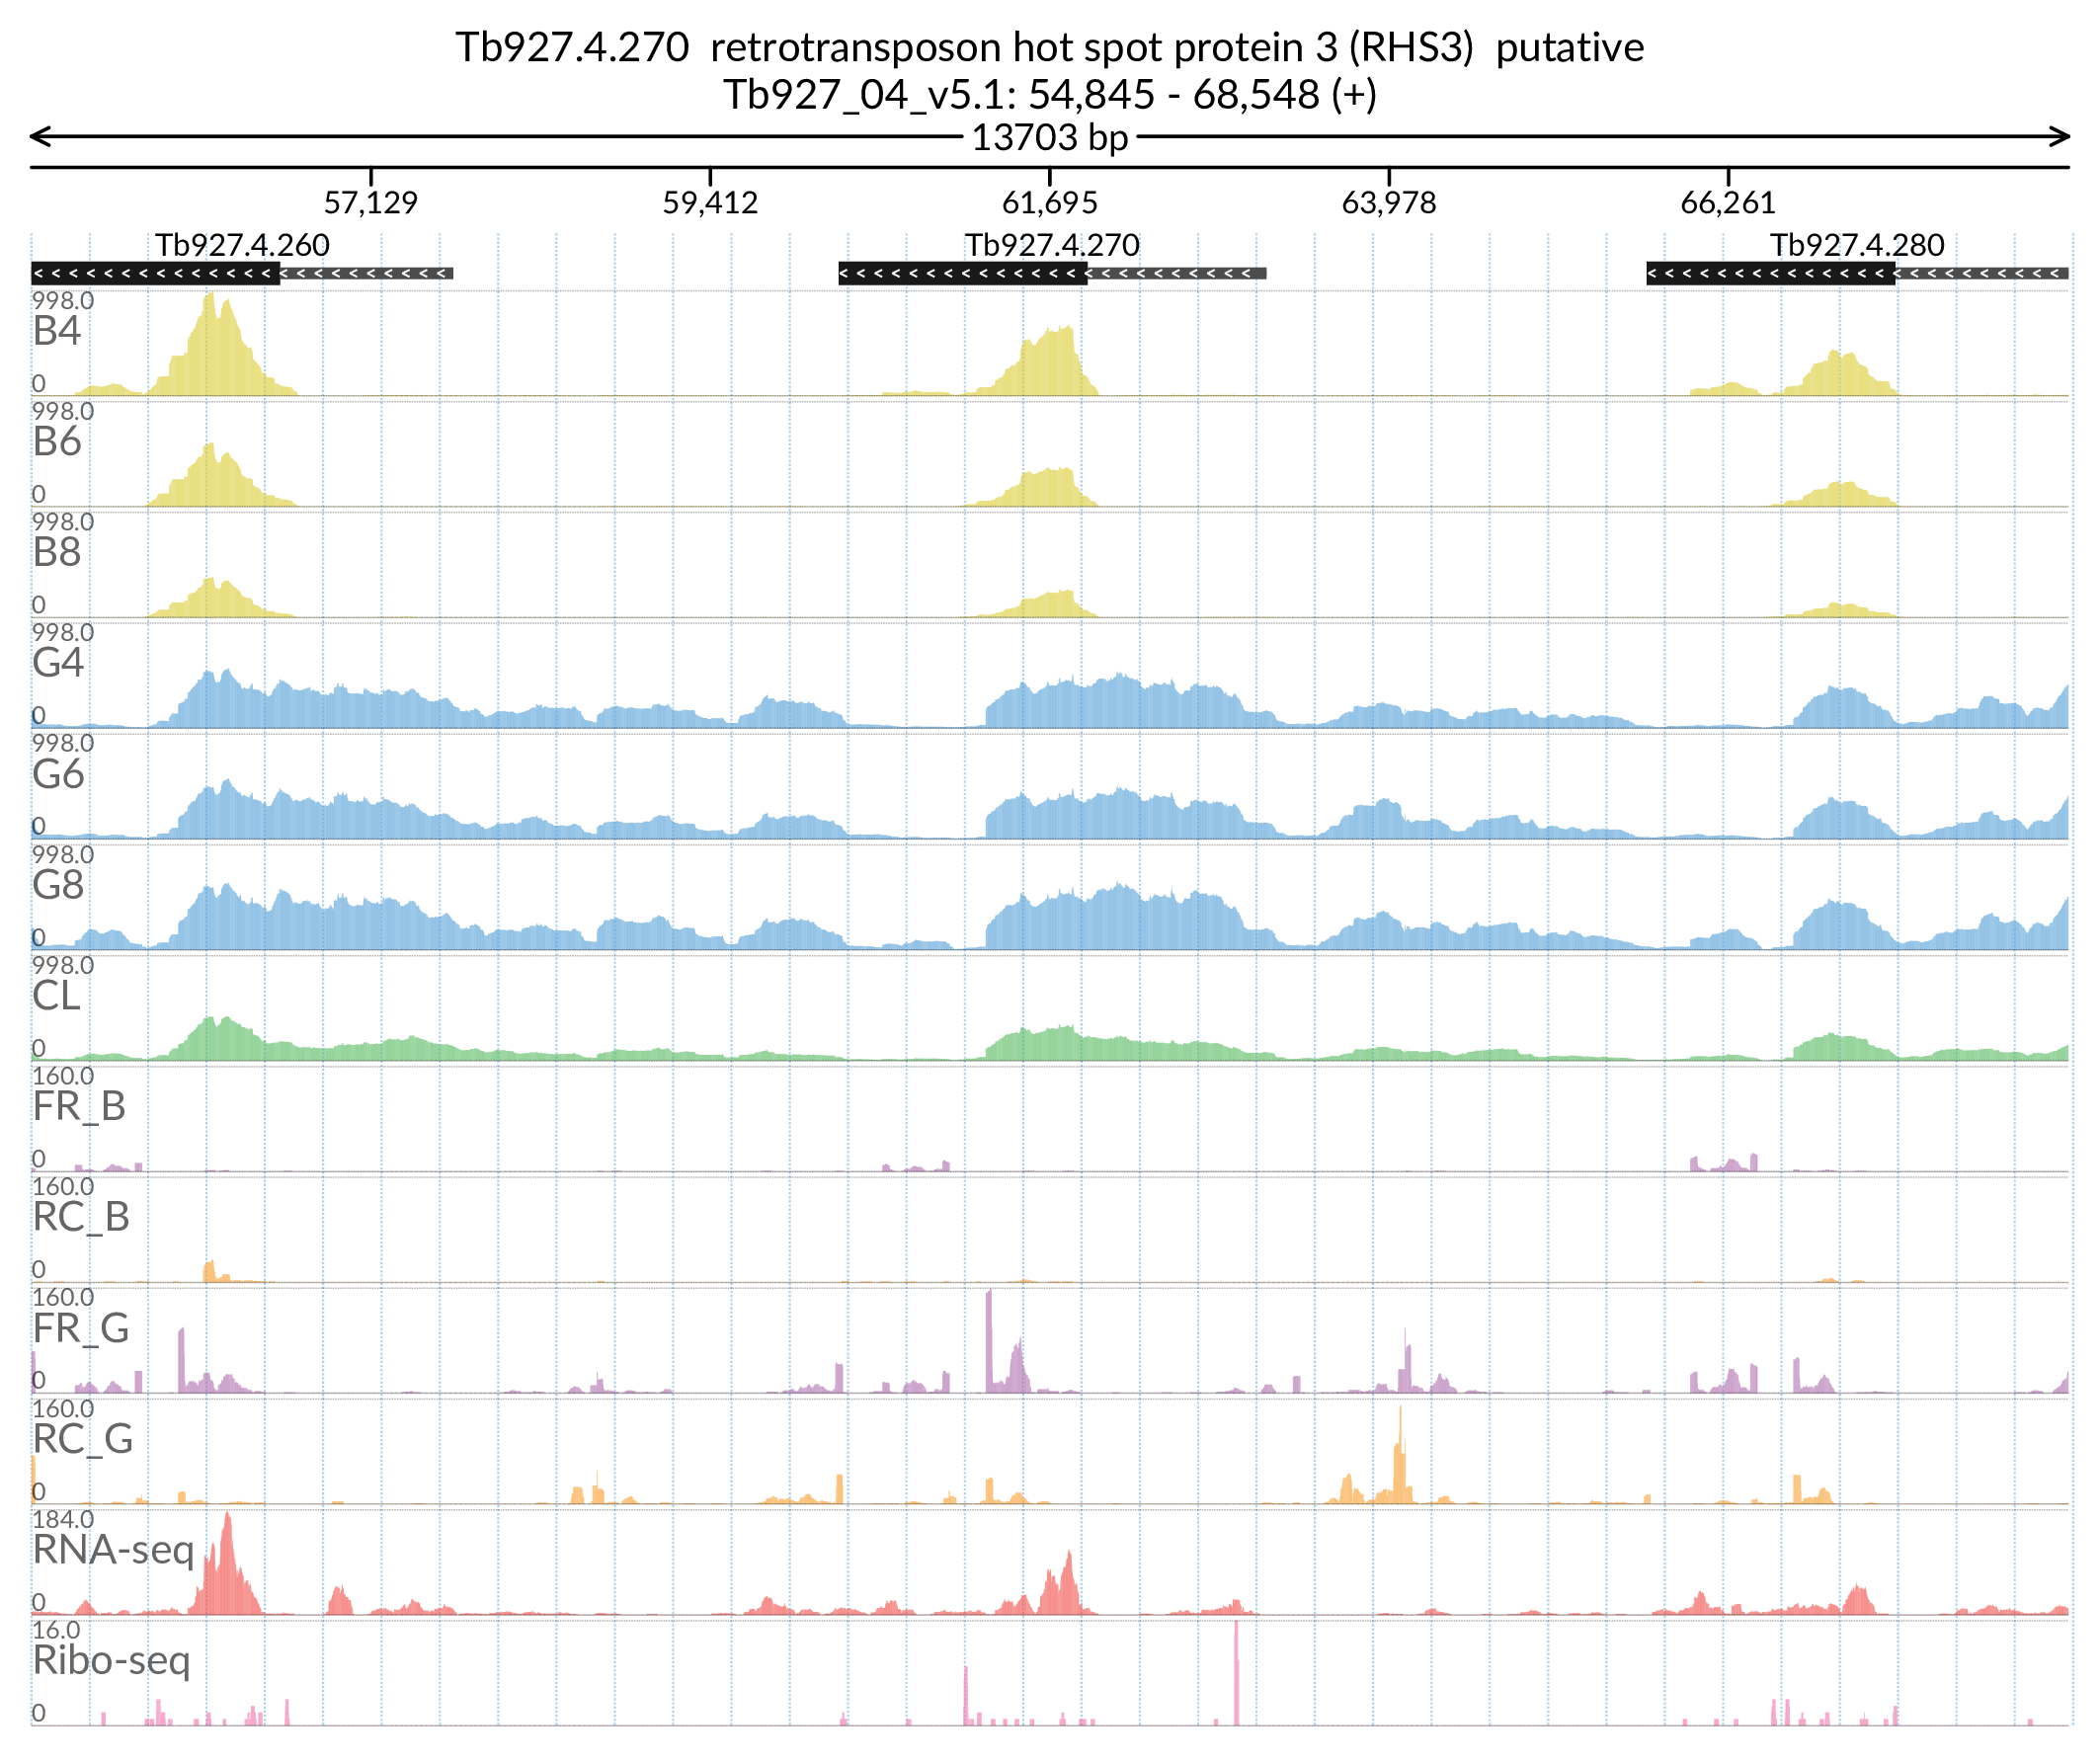 Tb927.4.270 retrotransposon hot spot protein 3 (RHS3) putative
Tb927_04_v5.1: 54,845 - 68,548 (+)
13703 bp
57,129 59,412 61,695 63,978 66,261
Tb927.4.260 Tb927.4.270 Tb927.4.280
998.0
B4
0
998.0
B6
0
998.0
B8
0
998.0
G4
0
998.0
G6
0
998.0
G8
0
998.0
CL
0
160.0
FR_B
0
160.0
RC_B
0
160.0
FR_G
0
160.0
RC_G
0
184.0
RNA-seq
0
16.0
Ribo-seq
0